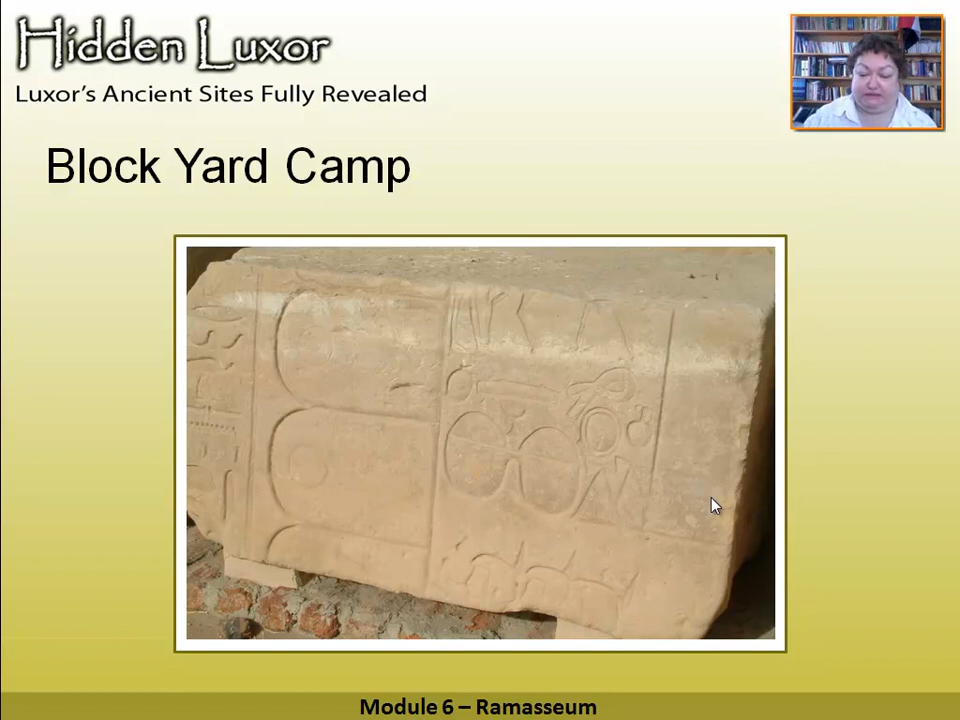 Hidden Luxor
Luxor's Ancient Sites Fully Revealed
Block Yard Camp
Module 6 – Ramasseum